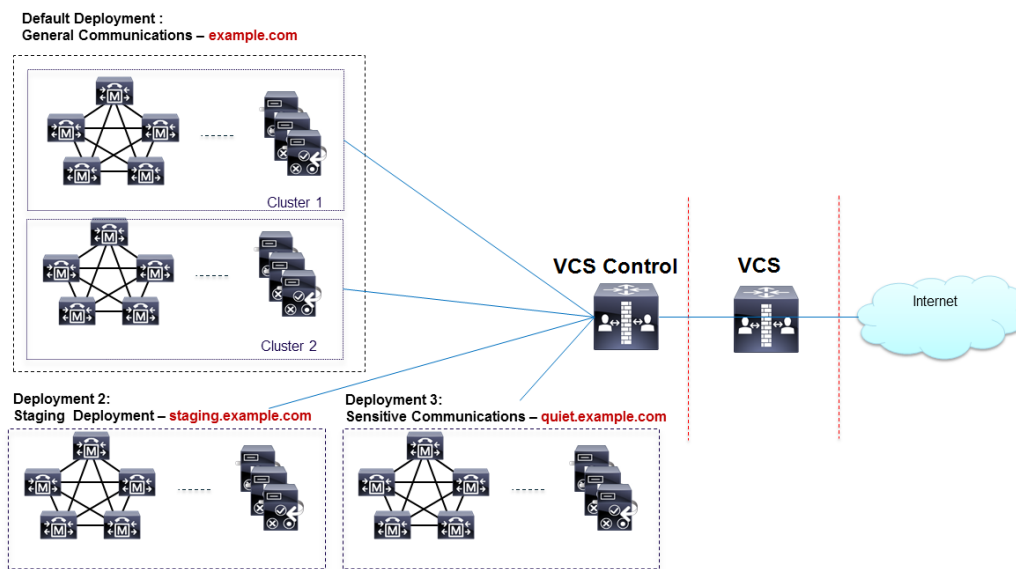 Default Deployment :
General Communications – example.com
M
M
M
M
M
Cluster 1
M
M
M
M
M
Cluster 2
VCS Control
VCS
Internet
Deployment 2:
Staging Deployment – staging.example.com
M
M
M
M
M
Deployment 3:
Sensitive Communications – quiet.example.com
M
M
M
M
M